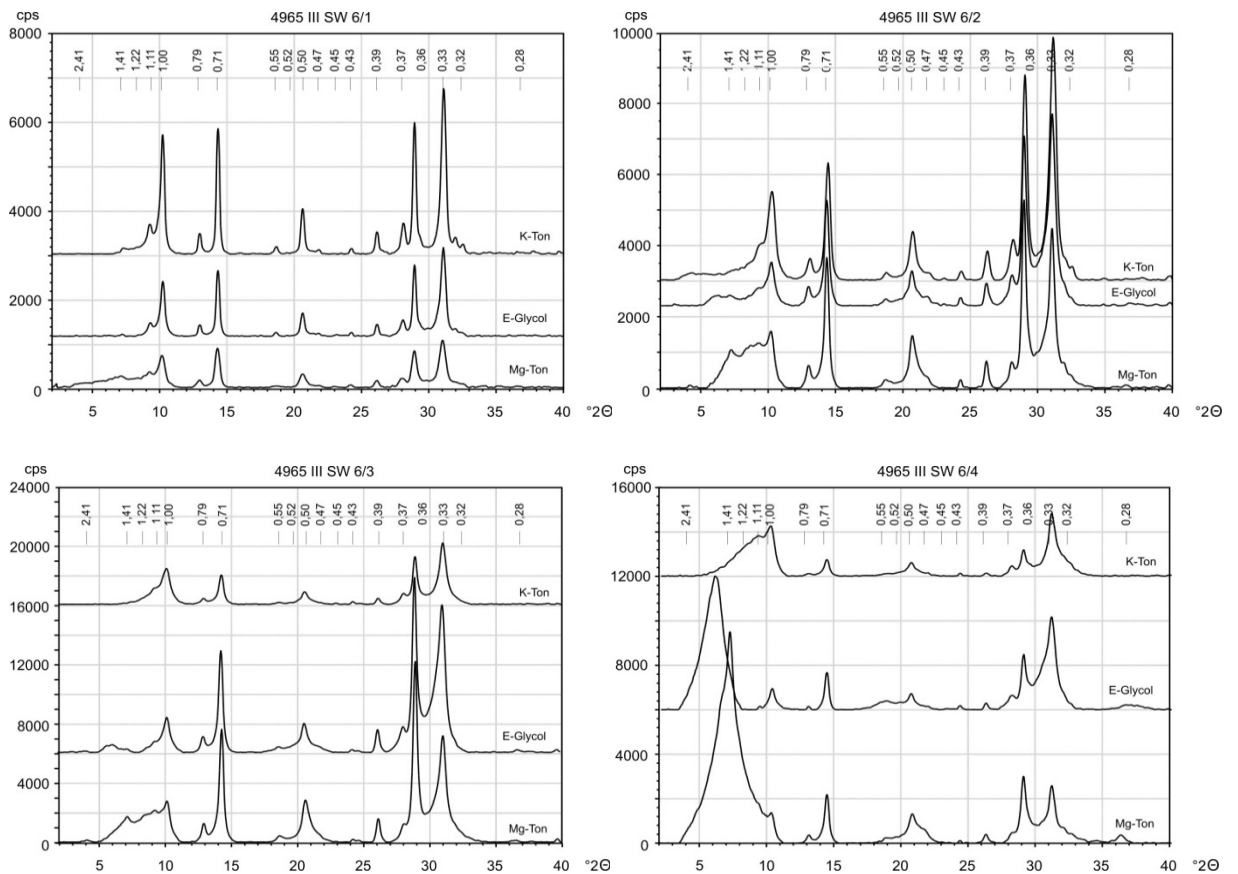 cps
4965 III SW 6/1
8000
2,41 1,41 1,22 1,11 1,00 0,79 0,71 0,55 0,52 0,50 0,47 0,45 0,43 0,39 0,37 0,36 0,33 0,32 0,28
6000
4000
K-Ton
2000
E-Glycol
Mg-Ton
0
5 10 15 20 25 30 35 40 °2Θ
cps
4965 III SW 6/2
10000
2,41 1,41 1,22 1,11 1,00 0,79 0,71 0,55 0,52 0,50 0,47 0,45 0,43 0,39 0,37 0,36 0,33 0,32 0,28
8000
6000
4000
K-Ton
E-Glycol
2000
Mg-Ton
0
5 10 15 20 25 30 35 40 °2Θ
cps
4965 III SW 6/3
24000
2,41 1,41 1,22 1,11 1,00 0,79 0,71 0,55 0,52 0,50 0,47 0,45 0,43 0,39 0,37 0,36 0,33 0,32 0,28
20000
K-Ton
16000
12000
E-Glycol
8000
4000
Mg-Ton
0
5 10 15 20 25 30 35 40 °2Θ
cps
4965 III SW 6/4
16000
2,41 1,41 1,22 1,11 1,00 0,79 0,71 0,55 0,52 0,50 0,47 0,45 0,43 0,39 0,37 0,36 0,33 0,32 0,28
K-Ton
12000
8000
E-Glycol
4000
Mg-Ton
0
5 10 15 20 25 30 35 40 °2Θ